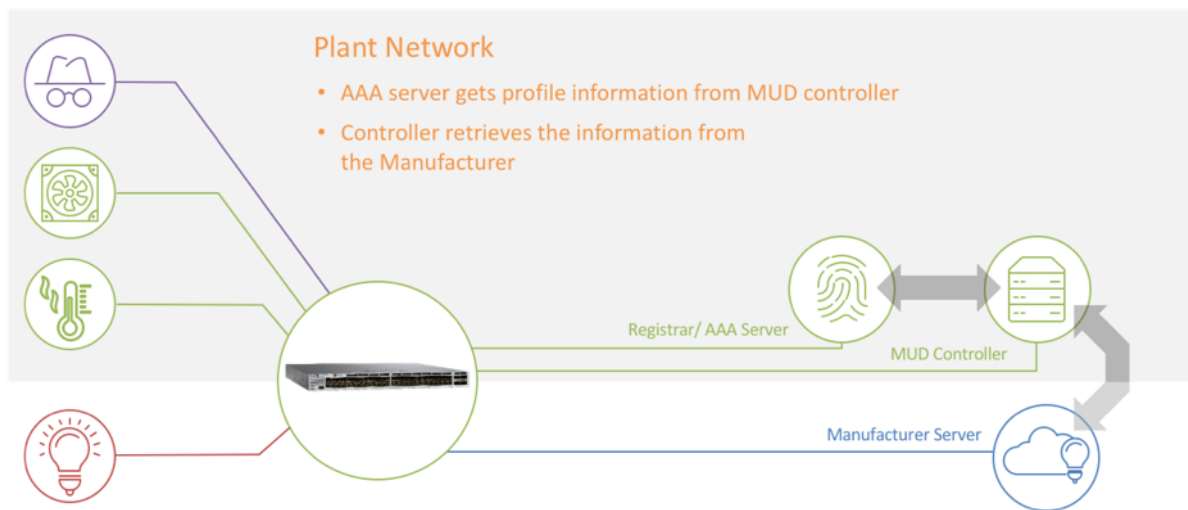 Plant Network
• AAA server gets profile information from MUD controller
• Controller retrieves the information from
the Manufacturer
Registrar/ AAA Server
MUD Controller
Manufacturer Server